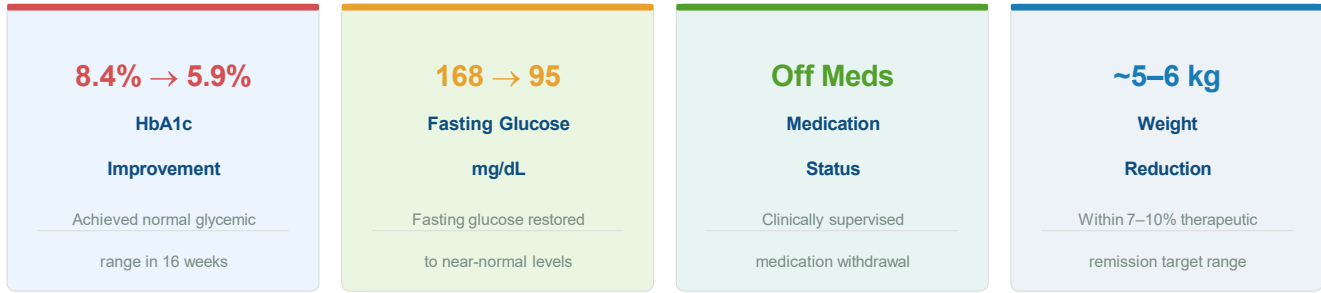 8.4% → 5.9%
HbA1c
Improvement
Achieved normal glycemic
range in 16 weeks
168 → 95
Fasting Glucose
mg/dL
Fasting glucose restored
to near-normal levels
Off Meds
Medication
Status
Clinically supervised
medication withdrawal
~5–6 kg
Weight
Reduction
Within 7–10% therapeutic
remission target range